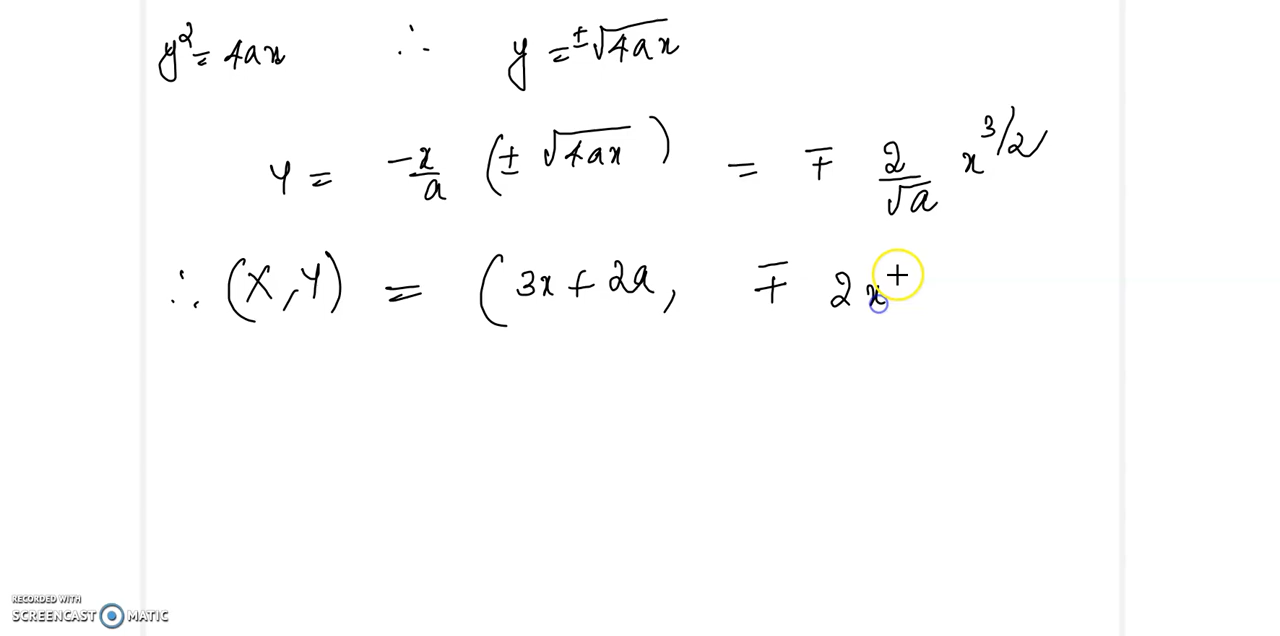 y² = 4ax ∴ y = ±√4ax
Y = -x/a (± √4ax) = ∓ 2/√a x^3/2
∴ (X, Y) = (3x + 2a, ∓ 2x
RECORDED WITH
SCREENCAST MATIC